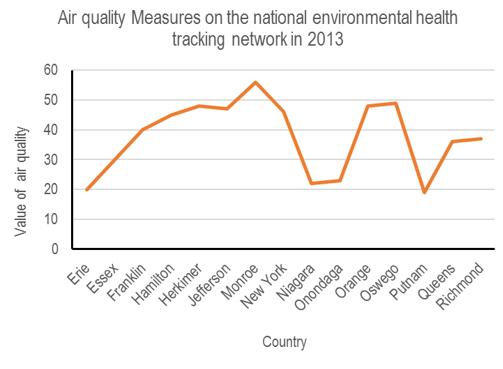 Air quality Measures on the national environmental health
tracking network in 2013
Value of air quality
60
50
40
30
20
10
0
Erie
Essex
Franklin
Hamilton
Herkimer
Jefferson
Monroe
New York
Niagara
Onondaga
Orange
Oswego
Putnam
Queens
Richmond
Country